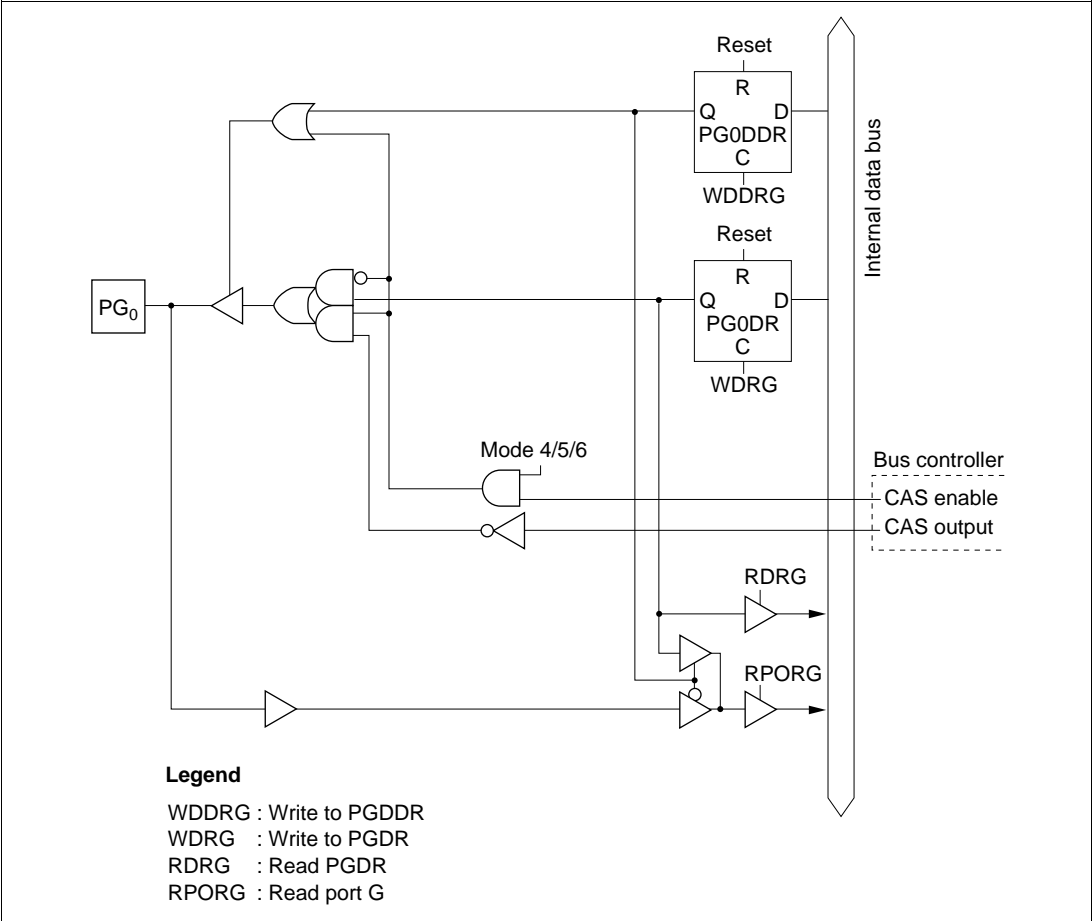 Reset
R
Q D
PG0DDR
C
WDDRG
Internal data bus
Reset
R
Q D
PG0DR
C
WDRG
PG0
Mode 4/5/6
Bus controller
CAS enable
CAS output
RDRG
RPORG
Legend
WDDRG : Write to PGDDR
WDRG : Write to PGDR
RDRG : Read PGDR
RPORG : Read port G